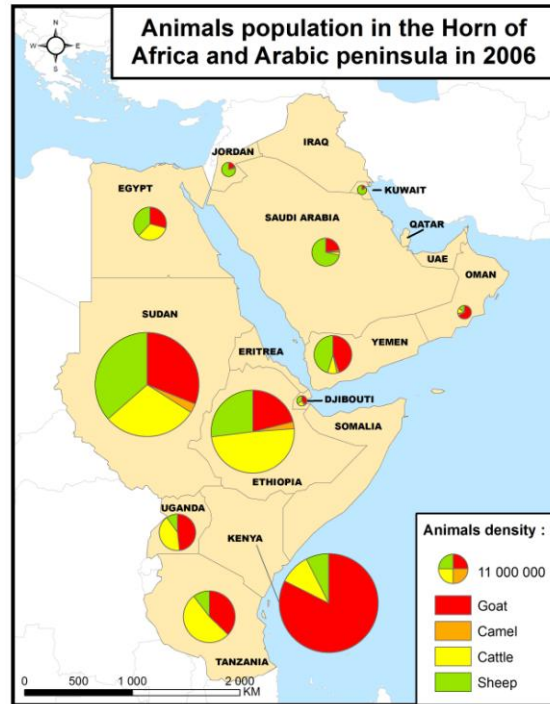 Animals population in the Horn of
Africa and Arabic peninsula in 2006
N
W E
S
IRAQ
JORDAN
KUWAIT
EGYPT
SAUDI ARABIA
QATAR
UAE
OMAN
SUDAN
YEMEN
ERITREA
DJIBOUTI
SOMALIA
ETHIOPIA
UGANDA
KENYA
TANZANIA
Animals density :
11 000 000
Goat
Camel
Cattle
Sheep
0 500 1 000 2 000
KM